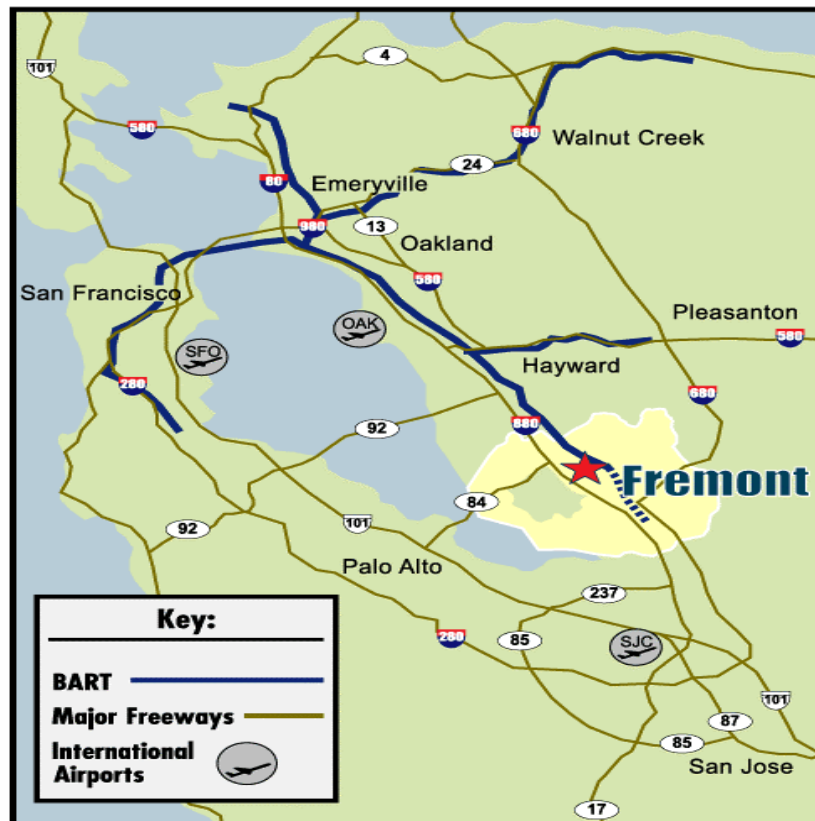 101
4
580
680
Walnut Creek
24
80
Emeryville
980
13
Oakland
San Francisco
580
OAK
Pleasanton
SFO
580
Hayward
280
680
92
880
Fremont
84
101
92
Palo Alto
237
Key:
280
85
SJC
BART
101
Major Freeways
87
International
85
Airports
San Jose
17